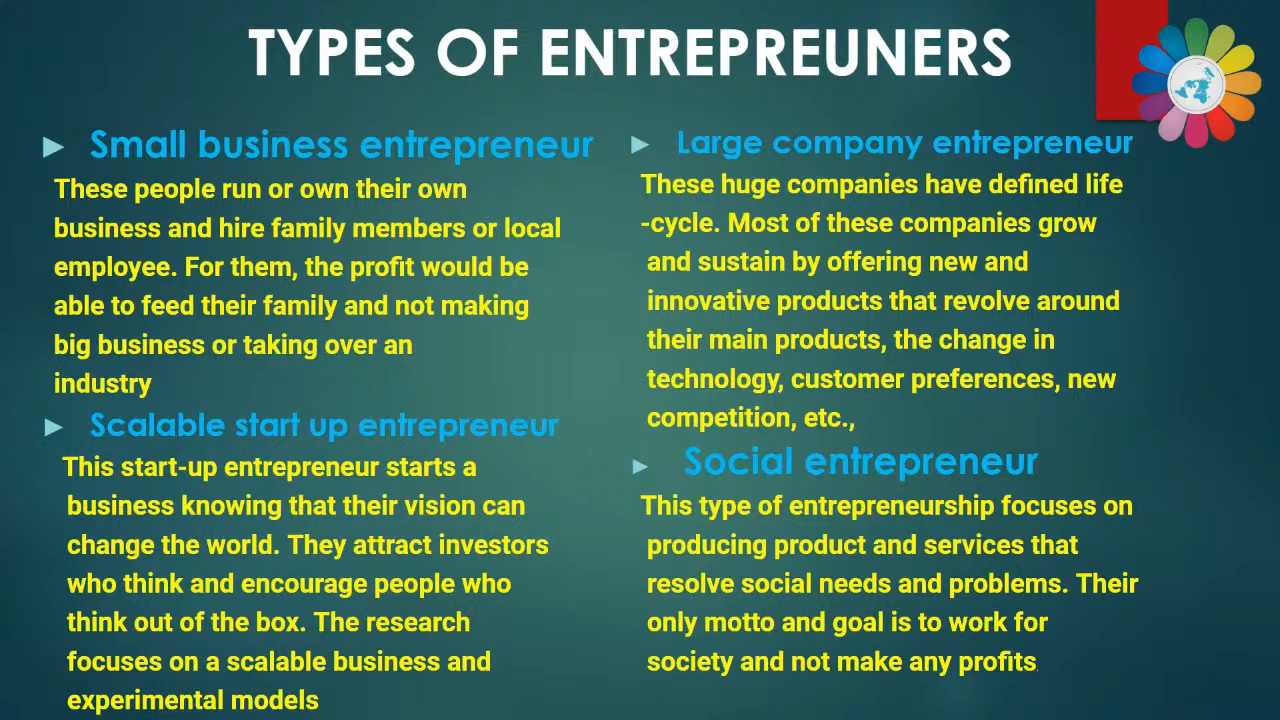 TYPES OF ENTREPREUNERS
Small business entrepreneur
These people run or own their own
business and hire family members or local
employee. For them, the profit would be
able to feed their family and not making
big business or taking over an
industry
Scalable start up entrepreneur
This start-up entrepreneur starts a
business knowing that their vision can
change the world. They attract investors
who think and encourage people who
think out of the box. The research
focuses on a scalable business and
experimental models
Large company entrepreneur
These huge companies have defined life
-cycle. Most of these companies grow
and sustain by offering new and
innovative products that revolve around
their main products, the change in
technology, customer preferences, new
competition, etc.,
Social entrepreneur
This type of entrepreneurship focuses on
producing product and services that
resolve social needs and problems. Their
only motto and goal is to work for
society and not make any profits.